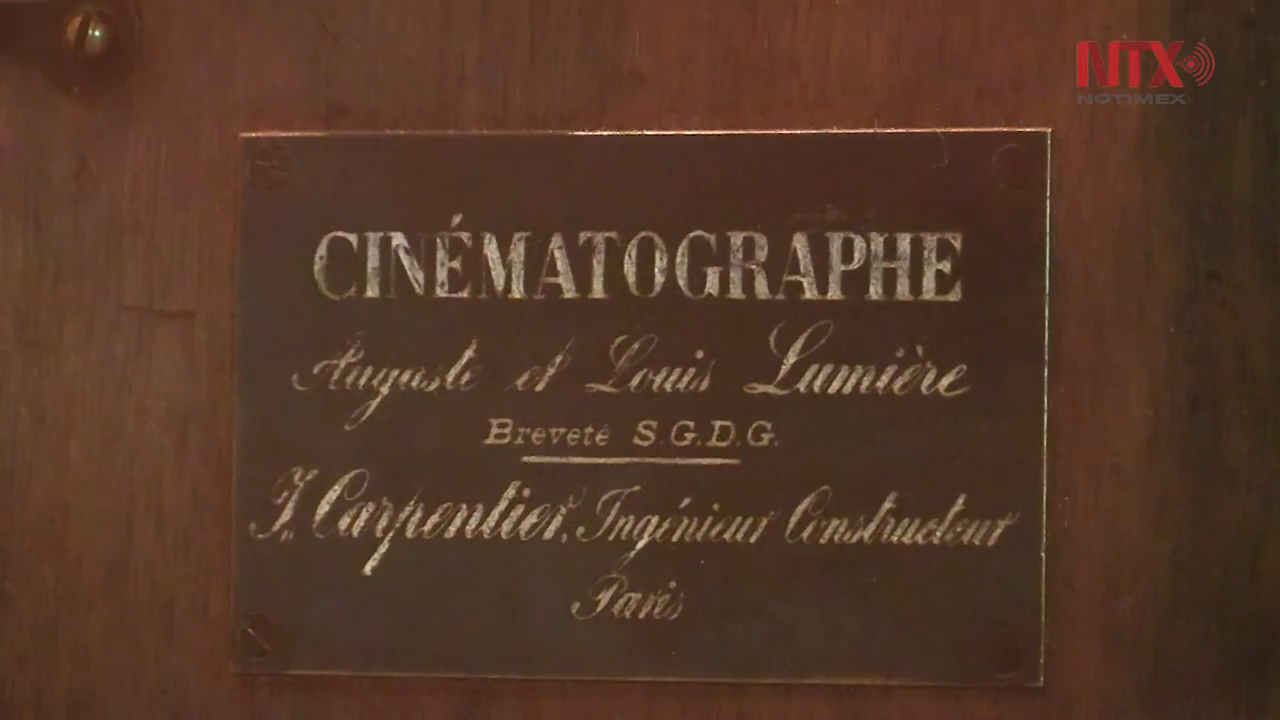 NTX
NOTIMEX
CINÉMATOGRAPHE
Auguste et Louis Lumière
Breveté S.G.D.G.
J. Carpentier, Ingénieur Constructeur
Paris